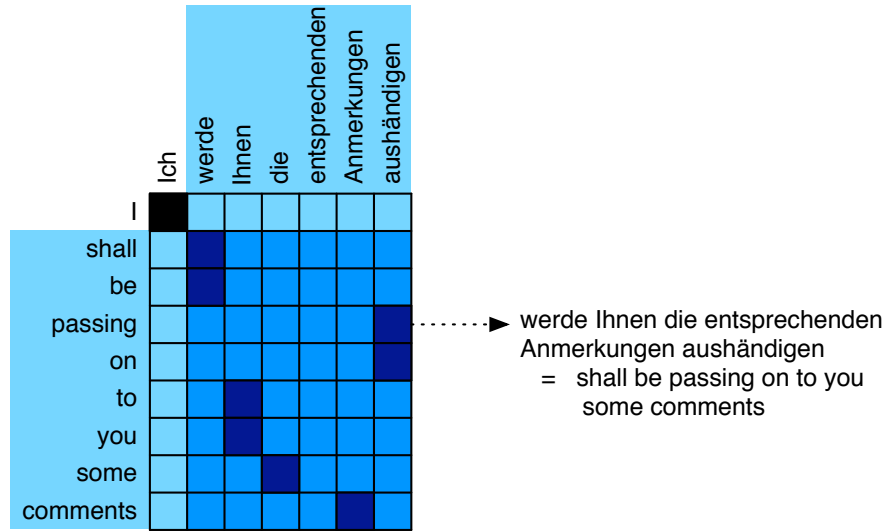 Ich
werde
Ihnen
die
entsprechenden
Anmerkungen
aushändigen
I
shall
be
passing
on
to
you
some
comments
werde Ihnen die entsprechenden
Anmerkungen aushändigen
= shall be passing on to you
some comments